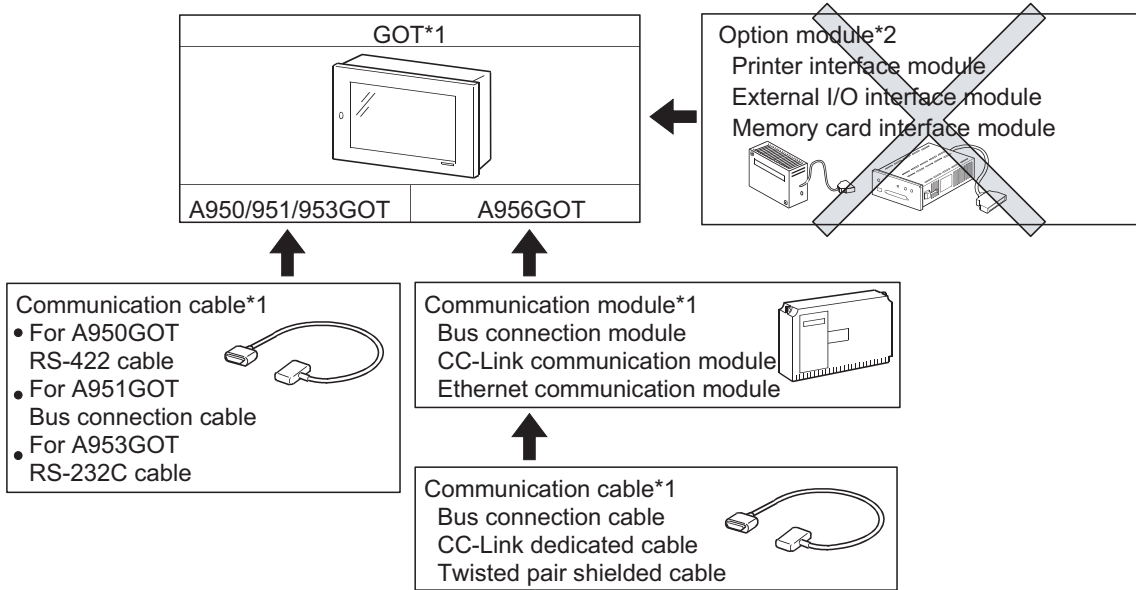 GOT*1
A950/951/953GOT
A956GOT
Option module*2
Printer interface module
External I/O interface module
Memory card interface module
Communication cable*1
• For A950GOT
RS-422 cable
• For A951GOT
Bus connection cable
• For A953GOT
RS-232C cable
Communication module*1
Bus connection module
CC-Link communication module
Ethernet communication module
Communication cable*1
Bus connection cable
CC-Link dedicated cable
Twisted pair shielded cable